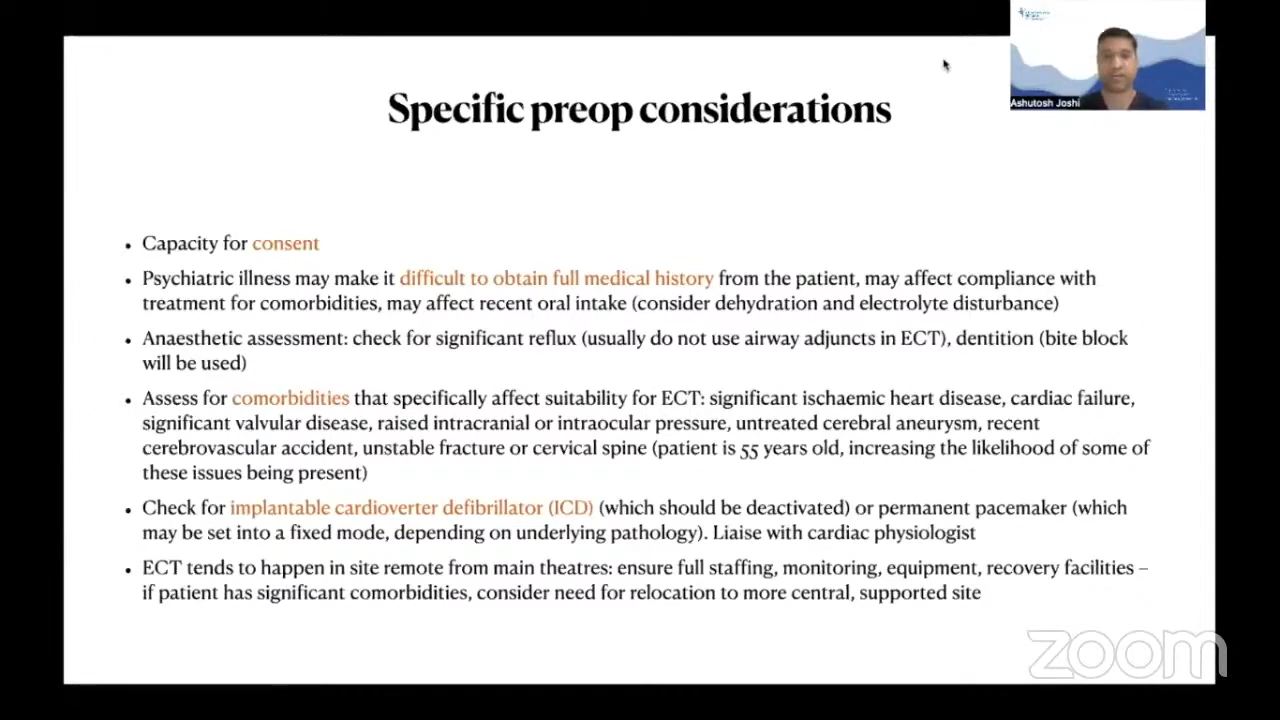 Specific preop considerations
Ashutosh Joshi
• Capacity for consent
• Psychiatric illness may make it difficult to obtain full medical history from the patient, may affect compliance with
treatment for comorbidities, may affect recent oral intake (consider dehydration and electrolyte disturbance)
• Anaesthetic assessment: check for significant reflux (usually do not use airway adjuncts in ECT), dentition (bite block
will be used)
• Assess for comorbidities that specifically affect suitability for ECT: significant ischaemic heart disease, cardiac failure,
significant valvular disease, raised intracranial or intraocular pressure, untreated cerebral aneurysm, recent
cerebrovascular accident, unstable fracture or cervical spine (patient is 55 years old, increasing the likelihood of some of
these issues being present)
• Check for implantable cardioverter defibrillator (ICD) (which should be deactivated) or permanent pacemaker (which
may be set into a fixed mode, depending on underlying pathology). Liaise with cardiac physiologist
• ECT tends to happen in site remote from main theatres: ensure full staffing, monitoring, equipment, recovery facilities –
if patient has significant comorbidities, consider need for relocation to more central, supported site
zoom